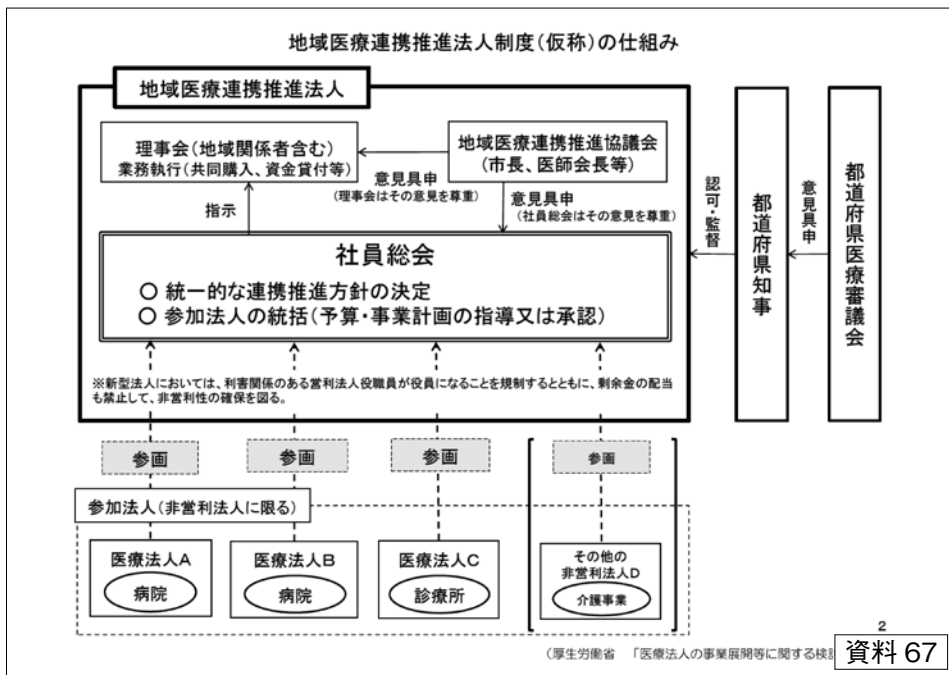 地域医療連携推進法人制度(仮称)の仕組み
地域医療連携推進法人
理事会(地域関係者含む)
業務執行(共同購入、資金貸付等)
地域医療連携推進協議会
(市長、医師会長等)
意見具申
(理事会はその意見を尊重)
意見具申
(社員総会はその意見を尊重)
指示
社員総会
○ 統一的な連携推進方針の決定
○ 参加法人の統括(予算・事業計画の指導又は承認)
※新型法人においては、利害関係のある営利法人役職員が役員になることを規制するとともに、剰余金の配当
も禁止して、非営利性の確保を図る。
認可・監督
都道府県知事
意見具申
都道府県医療審議会
参画
参画
参画
参画
参加法人(非営利法人に限る)
医療法人A
病院
医療法人B
病院
医療法人C
診療所
その他の
非営利法人D
介護事業
2
(厚生労働省 「医療法人の事業展開等に関する検討
資料 67